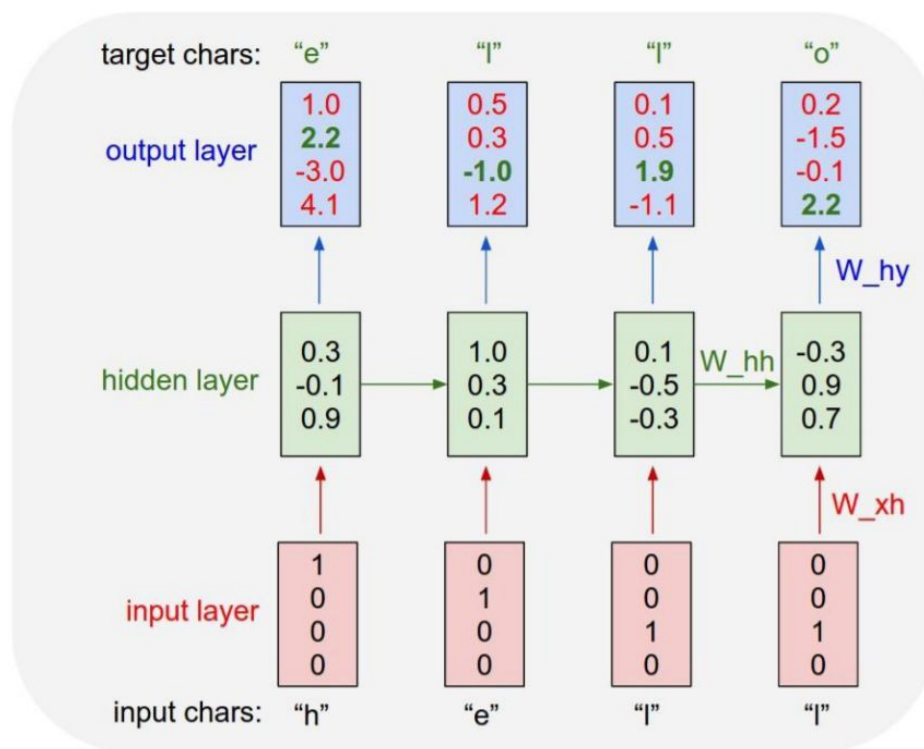 target chars: “e” “l” “l” “o”
1.0 0.5 0.1 0.2
2.2 0.3 0.5 -1.5
output layer
-3.0 -1.0 1.9 -0.1
4.1 1.2 -1.1 2.2
W_hy
0.3 1.0 0.1 -0.3
W_hh
hidden layer -0.1 0.3 -0.5 0.9
0.9 0.1 -0.3 0.7
W_xh
1 0 0 0
0 1 0 0
input layer
0 0 1 1
0 0 0 0
input chars: “h” “e” “l” “l”